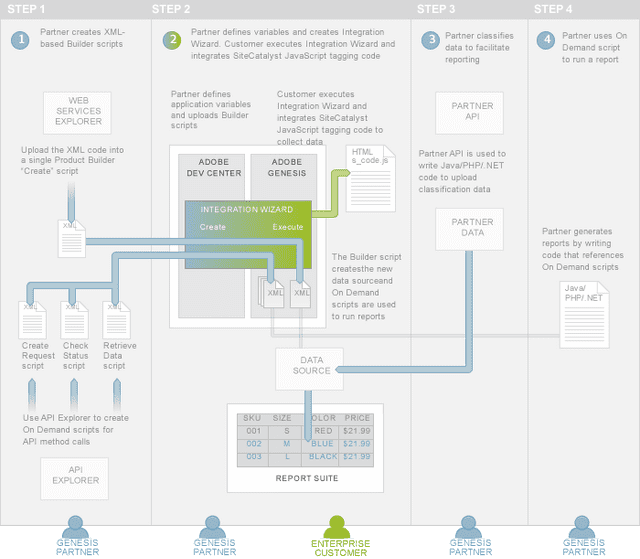 STEP 1
STEP 2
STEP 3
STEP 4
1
Partner creates XML-
based Builder scripts
2
Partner defines variables and creates Integration
Wizard. Customer executes Integration Wizard and
integrates SiteCatalyst JavaScript tagging code
3
Partner classifies
data to facilitate
reporting
4
Partner uses On
Demand script
to run a report
WEB
SERVICES
EXPLORER
Upload the XML code into
a single Product Builder
“Create” script
XML
XML
XML
XML
Create
Request
script
Check
Status
script
Retrieve
Data
script
Use API Explorer to create
On Demand scripts for
API method calls
API
EXPLORER
Partner defines
application variables
and uploads Builder
scripts
Customer executes
Integration Wizard and
integrates SiteCatalyst
JavaScript tagging code to
collect data
ADOBE
DEV CENTER
ADOBE
GENESIS
HTML
s_code.js
INTEGRATION WIZARD
Create
Execute
XML
XML
The Builder script
createsthe new
data sourceand
On Demand
scripts are used
to run reports
DATA
SOURCE
SKU SIZE COLOR PRICE
001 S RED $21.99
002 M BLUE $21.99
003 L BLACK $21.99
REPORT SUITE
PARTNER
API
Partner API is used to
write Java/PHP/.NET
code to upload
classification data
PARTNER
DATA
Partner generates
reports by writing
code that references
On Demand scripts
Java/
PHP/.NET
GENESIS
PARTNER
GENESIS
PARTNER
ENTERPRISE
CUSTOMER
GENESIS
PARTNER
GENESIS
PARTNER